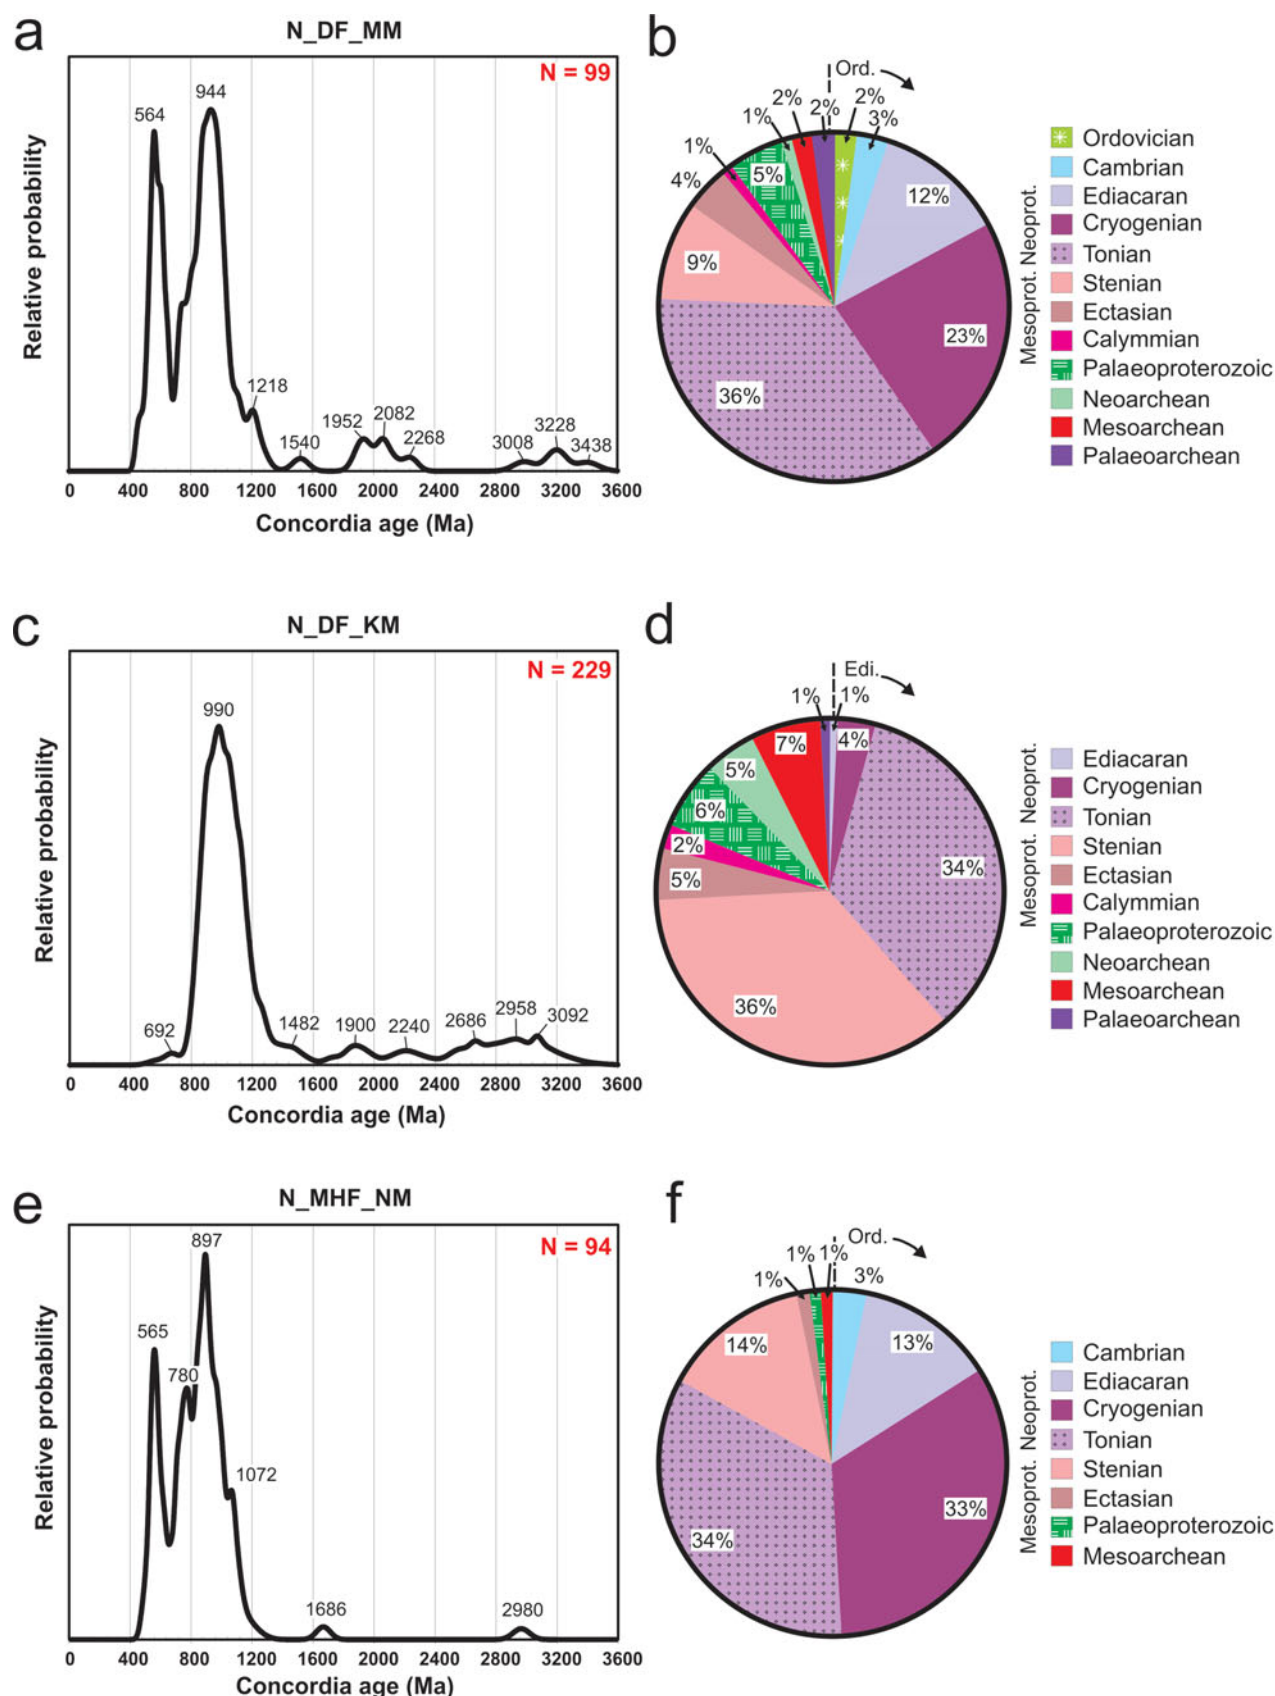 a
N_DF_MM
N = 99
564
944
1218
1540
1952
2082
2268
3008
3228
3438
Relative probability
0 400 800 1200 1600 2000 2400 2800 3200 3600
Concordia age (Ma)
b
Ord.
2%
3%
12%
23%
36%
9%
4%
1%
5%
1%
2%
2%
Neoprot.
Mesoprot.
Ordovician
Cambrian
Ediacaran
Cryogenian
Tonian
Stenian
Ectasian
Calymmian
Palaeoproterozoic
Neoarchean
Mesoarchean
Palaeoarchean
c
N_DF_KM
N = 229
692
990
1482
1900
2240
2686
2958
3092
Relative probability
0 400 800 1200 1600 2000 2400 2800 3200 3600
Concordia age (Ma)
d
Edi.
1%
4%
34%
36%
5%
2%
6%
5%
7%
1%
Neoprot.
Mesoprot.
Ediacaran
Cryogenian
Tonian
Stenian
Ectasian
Calymmian
Palaeoproterozoic
Neoarchean
Mesoarchean
Palaeoarchean
e
N_MHF_NM
N = 94
565
780
897
1072
1686
2980
Relative probability
0 400 800 1200 1600 2000 2400 2800 3200 3600
Concordia age (Ma)
f
Ord.
3%
13%
33%
34%
14%
1%
1%
1%
Neoprot.
Mesoprot.
Cambrian
Ediacaran
Cryogenian
Tonian
Stenian
Ectasian
Palaeoproterozoic
Mesoarchean